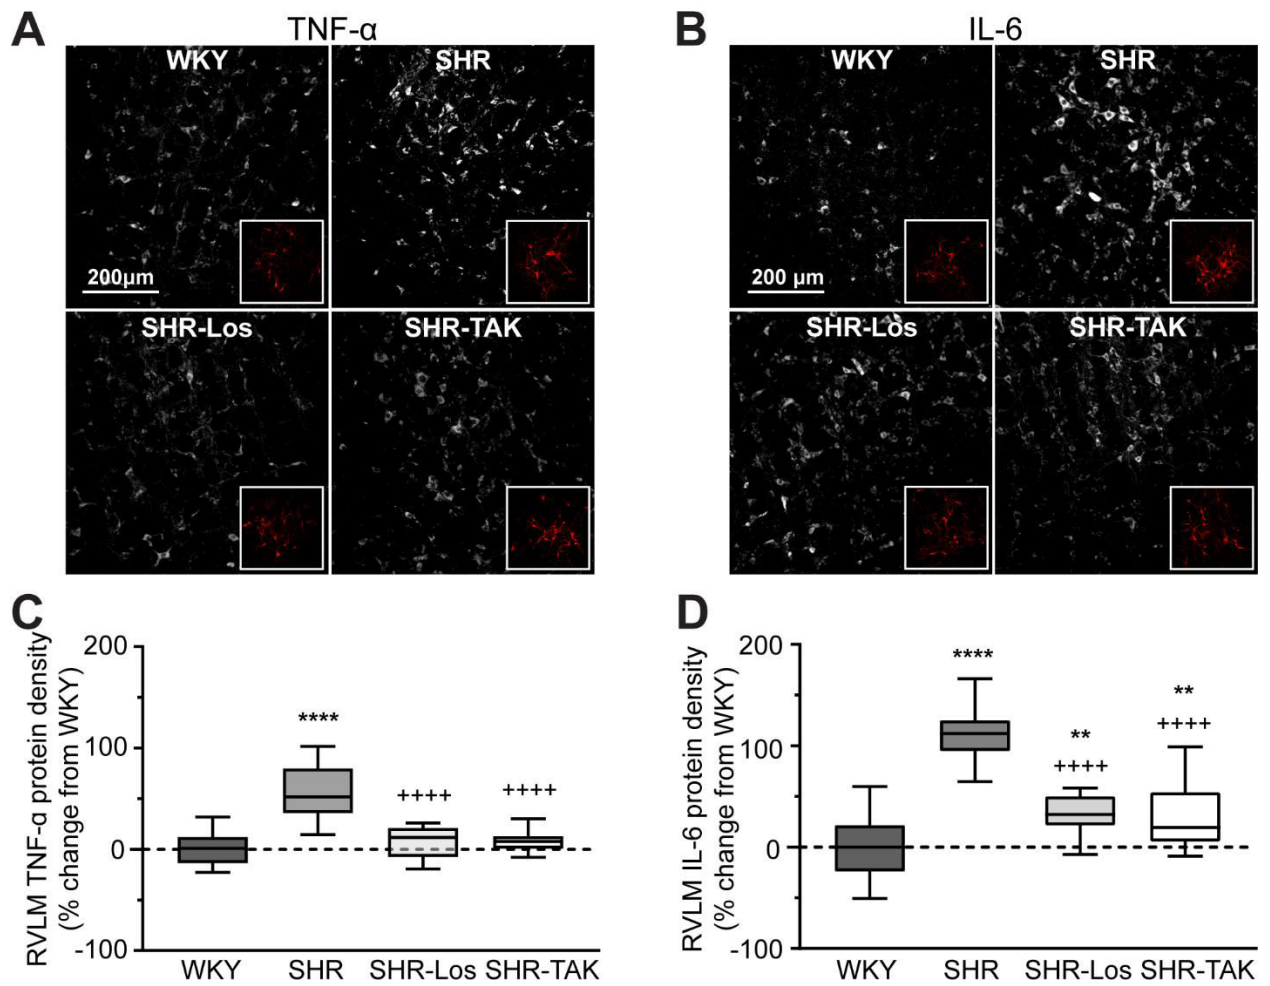 A
TNF-α
WKY
SHR
200µm
SHR-Los
SHR-TAK
B
IL-6
WKY
SHR
200 µm
SHR-Los
SHR-TAK
C
RVLM TNF-α protein density
(% change from WKY)
200
100
0
-100
****
++++
++++
WKY
SHR
SHR-Los
SHR-TAK
D
RVLM IL-6 protein density
(% change from WKY)
200
100
0
-100
****
**
++++
**
++++
WKY
SHR
SHR-Los
SHR-TAK